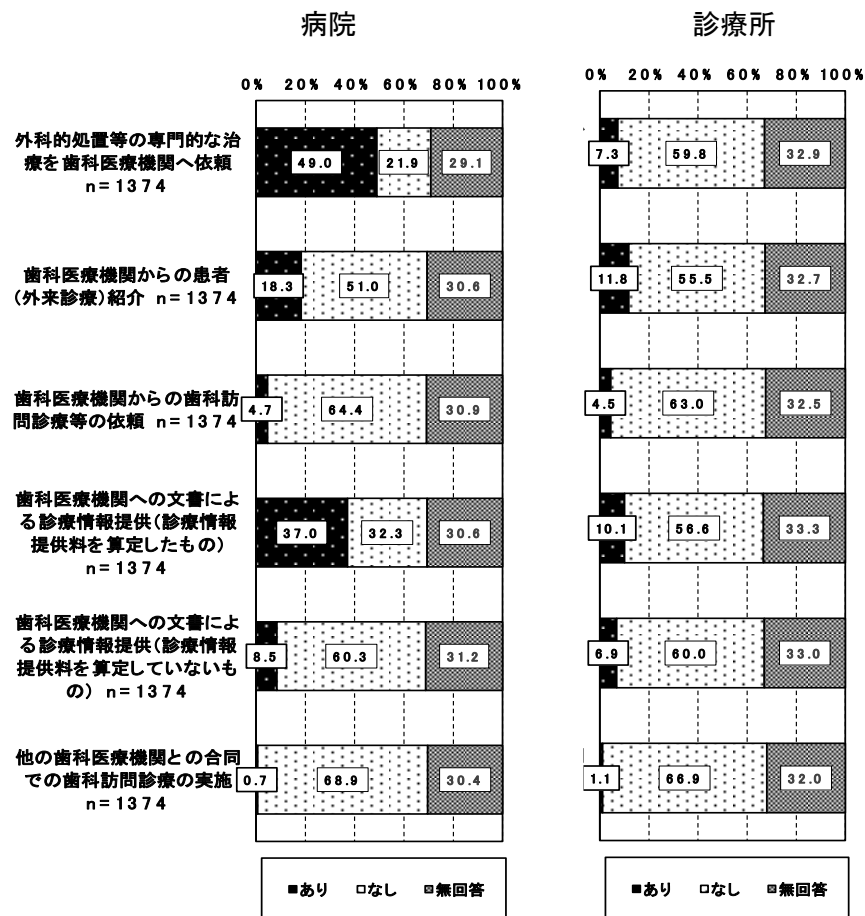 病院 診療所
0% 20% 40% 60% 80% 100% 0% 20% 40% 60% 80% 100%
外科的処置等の専門的な治
療を歯科医療機関へ依頼
n=1374
49.0 21.9 29.1 7.3 59.8 32.9
歯科医療機関からの患者
(外来診療)紹介 n=1374
18.3 51.0 30.6 11.8 55.5 32.7
歯科医療機関からの歯科訪
問診療等の依頼 n=1374
4.7 64.4 30.9 4.5 63.0 32.5
歯科医療機関への文書によ
る診療情報提供(診療情報
提供料を算定したもの)
n=1374
37.0 32.3 30.6 10.1 56.6 33.3
歯科医療機関への文書によ
る診療情報提供(診療情報
提供料を算定していないも
の) n=1374
8.5 60.3 31.2 6.9 60.0 33.0
他の歯科医療機関との合同
での歯科訪問診療の実施
n=1374
0.7 68.9 30.4 1.1 66.9 32.0
■あり □なし ■無回答 ■あり □なし ■無回答